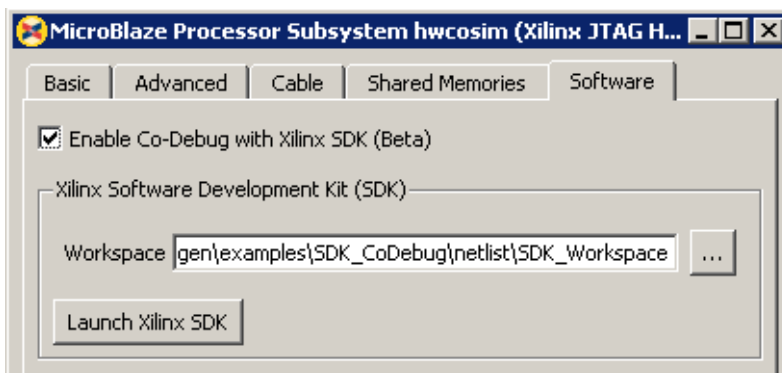 MicroBlaze Processor Subsystem hwcosim (Xilinx JTAG H...
Basic Advanced Cable Shared Memories Software
Enable Co-Debug with Xilinx SDK (Beta)
Xilinx Software Development Kit (SDK)
Workspace gen\examples\SDK_CoDebug\netlist\SDK_Workspace ...
Launch Xilinx SDK